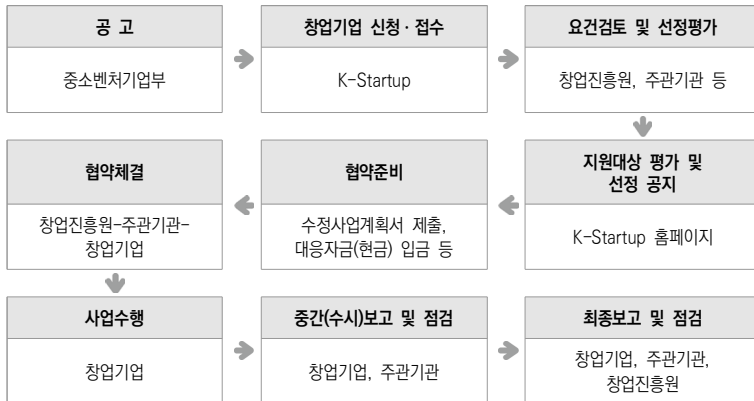 공 고
중소벤처기업부
창업기업 신청·접수
K-Startup
요건검토 및 선정평가
창업진흥원, 주관기관 등
지원대상 평가 및
선정 공지
K-Startup 홈페이지
협약준비
수정사업계획서 제출,
대응자금(현금) 입금 등
협약체결
창업진흥원-주관기관-
창업기업
사업수행
창업기업
중간(수시)보고 및 점검
창업기업, 주관기관
최종보고 및 점검
창업기업, 주관기관,
창업진흥원